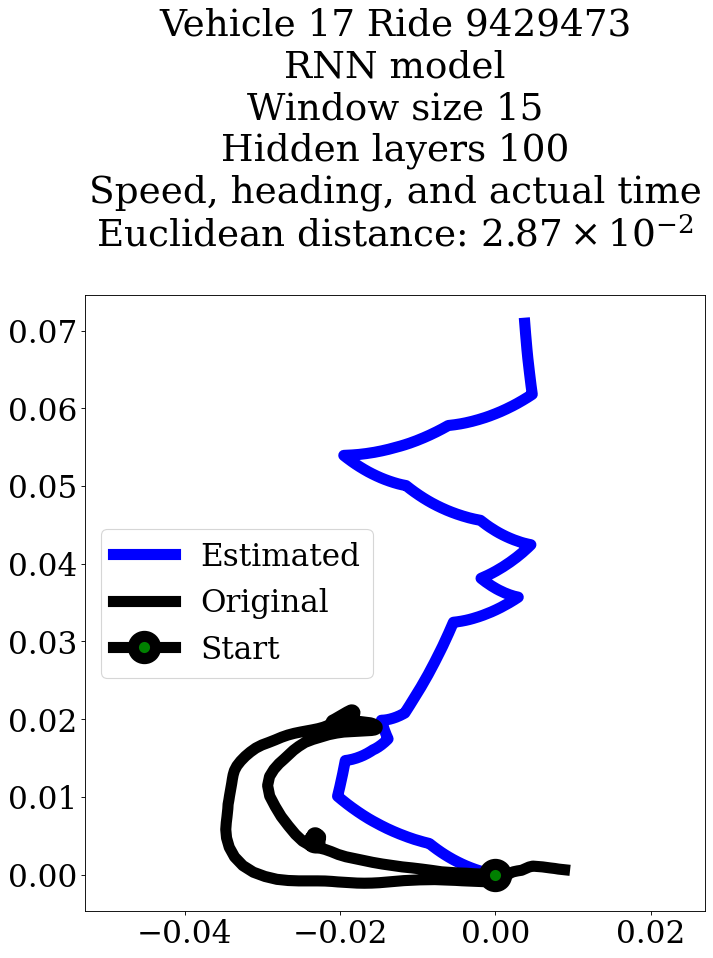 Vehicle 17 Ride 9429473
RNN model
Window size 15
Hidden layers 100
Speed, heading, and actual time
Euclidean distance: 2.87 × 10⁻²
0.07
0.06
0.05
0.04
0.03
0.02
0.01
0.00
Estimated
Original
Start
−0.04
−0.02
0.00
0.02